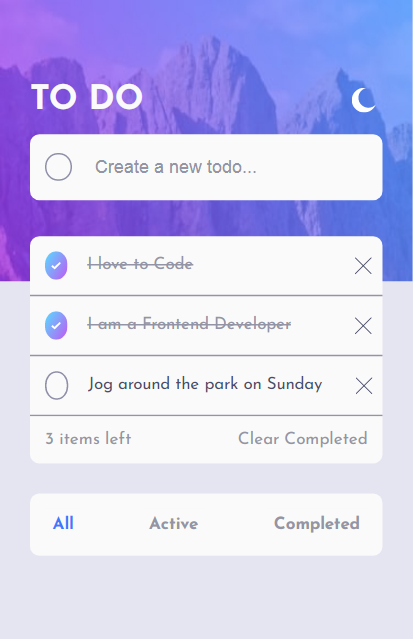 TO DO
Create a new todo...
I love to Code
I am a Frontend Developer
Jog around the park on Sunday
3 items left Clear Completed
All Active Completed